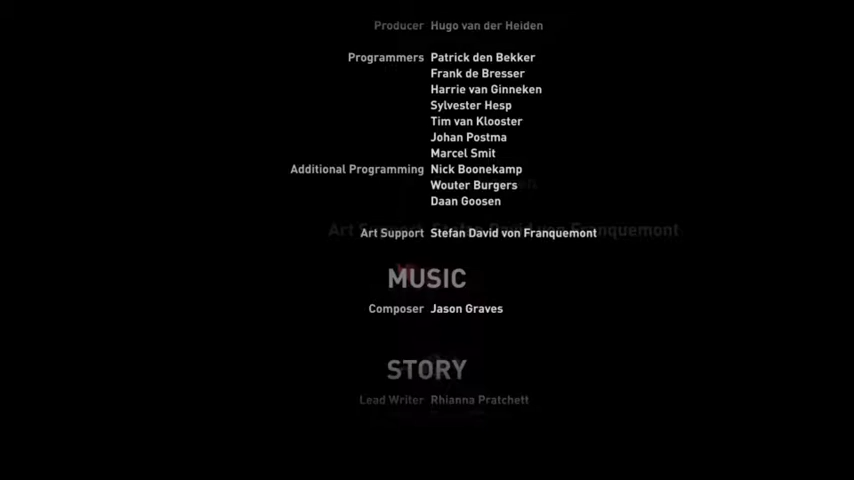 Producer Hugo van der Heiden
Programmers Patrick den Bekker
Frank de Bresser
Harrie van Ginneken
Sylvester Hesp
Tim van Klooster
Johan Postma
Marcel Smit
Additional Programming Nick Boonekamp
Wouter Burgers
Daan Goosen
Art Support Stefan David von Franquemont
MUSIC
Composer Jason Graves
STORY
Lead Writer Rhianna Pratchett